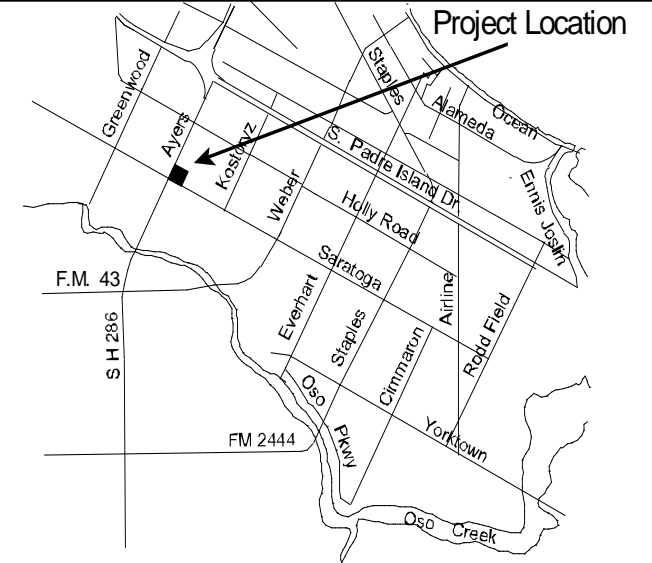 Project Location
Greenwood
Ayers
Kostoryz
Staples
Alameda
Ocean
S. Padre Island Dr
Ennis Joslin
Weber
Holly Road
Saratoga
F.M. 43
S H 286
Everhart
Staples
Cimmaron
Airline
Rodd Field
Oso
Pkwy
Yorktown
FM 2444
Oso Creek